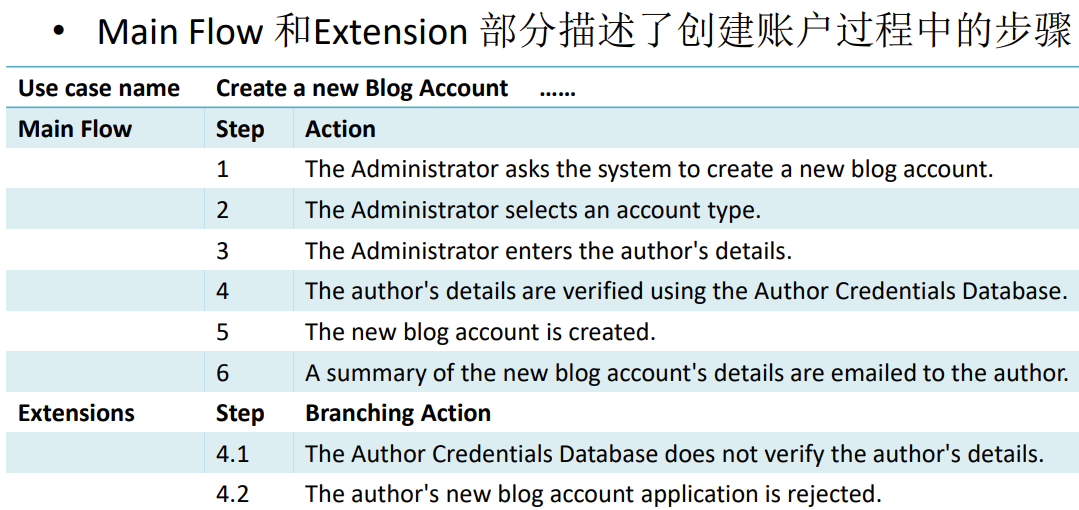 • Main Flow 和Extension 部分描述了创建账户过程中的步骤
Use case name Create a new Blog Account ……
Main Flow Step Action
1 The Administrator asks the system to create a new blog account.
2 The Administrator selects an account type.
3 The Administrator enters the author's details.
4 The author's details are verified using the Author Credentials Database.
5 The new blog account is created.
6 A summary of the new blog account's details are emailed to the author.
Extensions Step Branching Action
4.1 The Author Credentials Database does not verify the author's details.
4.2 The author's new blog account application is rejected.